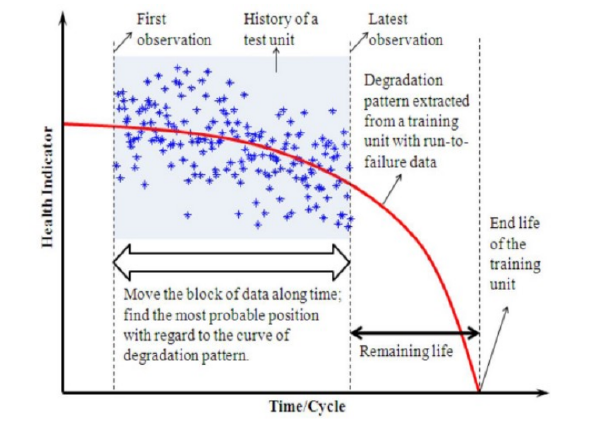 First
observation
History of a
test unit
Latest
observation
Degradation
pattern extracted
from a training
unit with run-to-
failure data
Health Indicator
End life
of the
training
unit
Move the block of data along time;
find the most probable position
with regard to the curve of
degradation pattern.
Remaining life
Time/Cycle